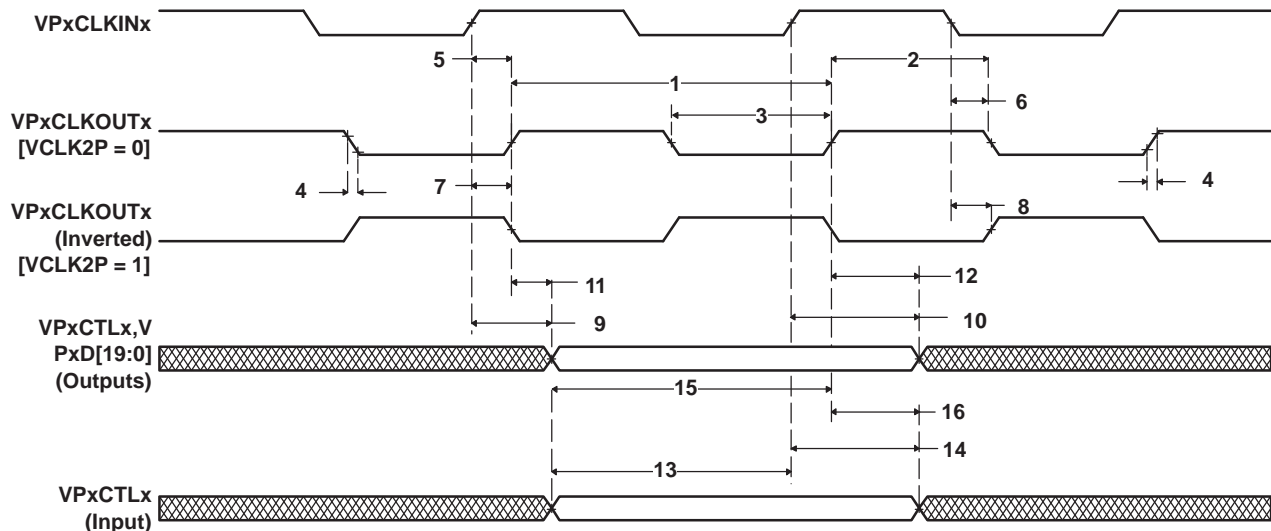 VPxCLKINx
5
2
1
6
VPxCLKOUTx
[VCLK2P = 0]
3
4
7
4
VPxCLKOUTx
(Inverted)
[VCLK2P = 1]
8
11
12
9
10
VPxCTLx,V
PxD[19:0]
(Outputs)
15
16
14
13
VPxCTLx
(Input)